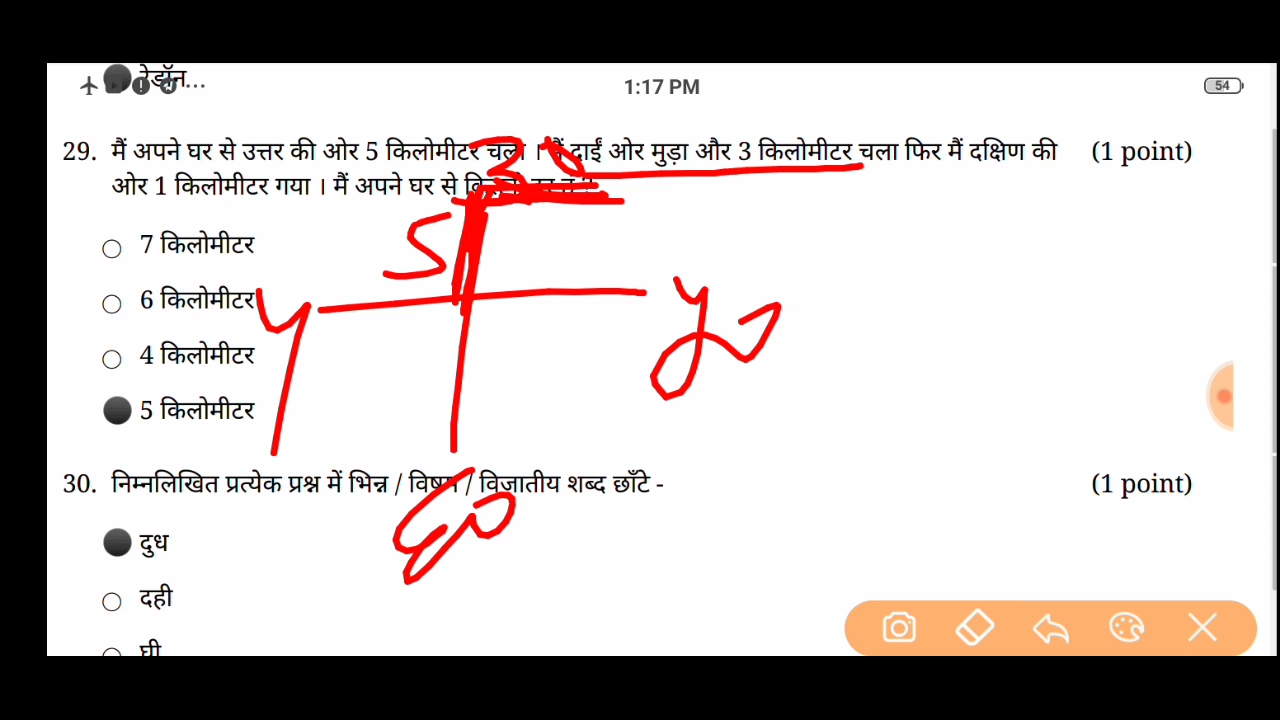 रेडॉन...
1:17 PM
54
29. मैं अपने घर से उत्तर की ओर 5 किलोमीटर चला । मैं दाईं ओर मुड़ा और 3 किलोमीटर चला फिर मैं दक्षिण की (1 point)
ओर 1 किलोमीटर गया । मैं अपने घर से
7 किलोमीटर
6 किलोमीटर
4 किलोमीटर
5 किलोमीटर
5
30. निम्नलिखित प्रत्येक प्रश्न में भिन्न / विषम / विजातीय शब्द छाँटे - (1 point)
दुध
दही
घी